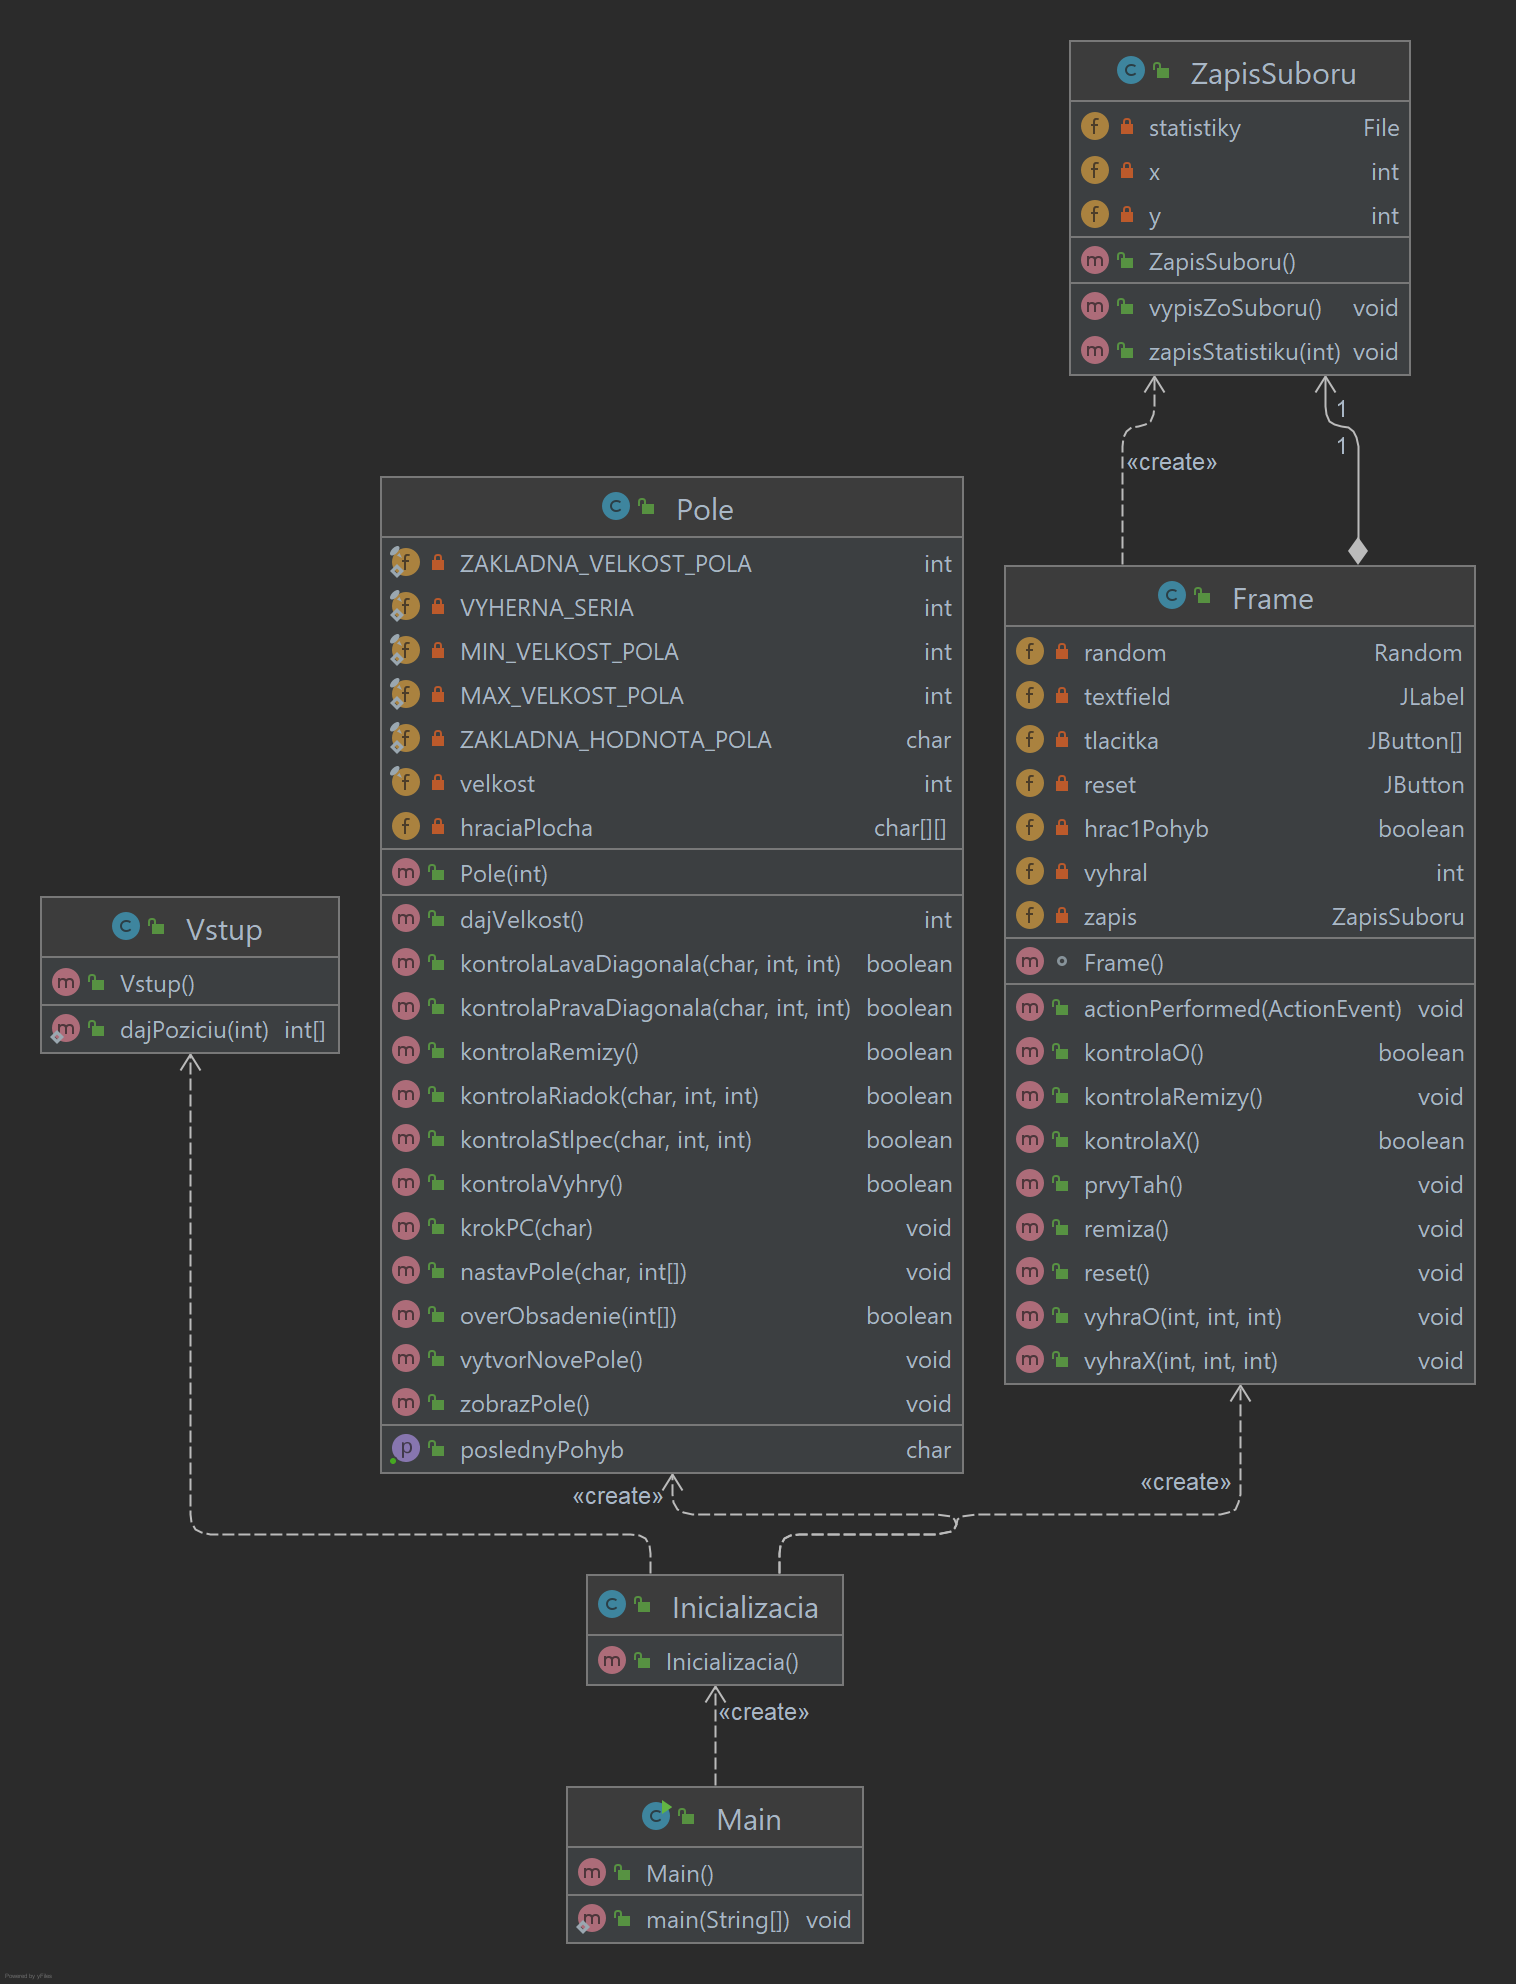 ZapisSuboru
statistiky File
x int
y int
ZapisSuboru()
vypisZoSuboru() void
zapisStatistiku(int) void
1
1
«create»
Pole
ZAKLADNA_VELKOST_POLA int
VYHERNA_SERIA int
MIN_VELKOST_POLA int
MAX_VELKOST_POLA int
ZAKLADNA_HODNOTA_POLA char
velkost int
hraciaPlocha char[][]
Pole(int)
dajVelkost() int
kontrolaLavaDiagonala(char, int, int) boolean
kontrolaPravaDiagonala(char, int, int) boolean
kontrolaRemizy() boolean
kontrolaRiadok(char, int, int) boolean
kontrolaStlpec(char, int, int) boolean
kontrolaVyhry() boolean
krokPC(char) void
nastavPole(char, int[]) void
overObsadenie(int[]) boolean
vytvorNovePole() void
zobrazPole() void
poslednyPohyb char
Frame
random Random
textfield JLabel
tlacitka JButton[]
reset JButton
hrac1Pohyb boolean
vyhral int
zapis ZapisSuboru
Frame()
actionPerformed(ActionEvent) void
kontrolaO() boolean
kontrolaRemizy() void
kontrolaX() boolean
prvyTah() void
remiza() void
reset() void
vyhraO(int, int, int) void
vyhraX(int, int, int) void
Vstup
Vstup()
dajPoziciu(int) int[]
«create»
«create»
Inicializacia
Inicializacia()
«create»
Main
Main()
main(String[]) void
Powered by yFiles